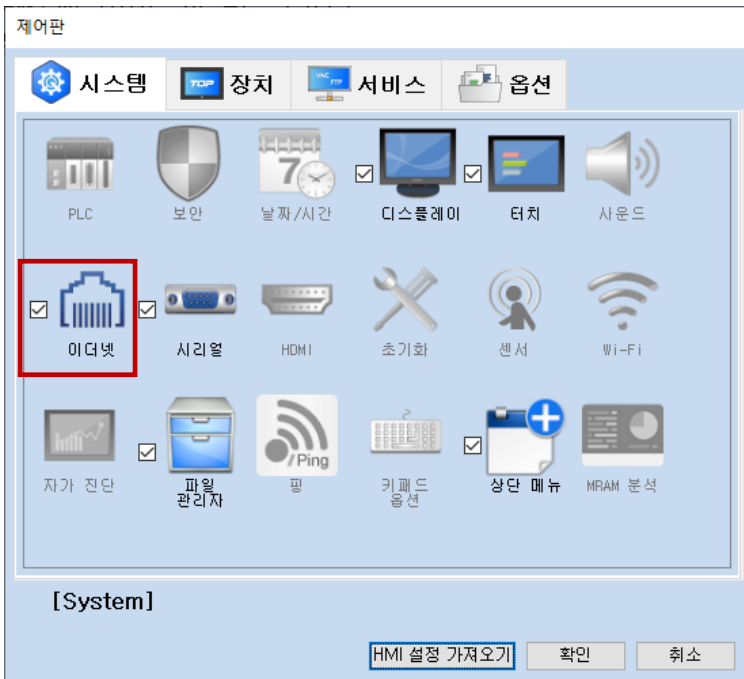 제어판
시스템 TOP 장치 VNC FTP 서비스 옵션
7
PLC 보안 날짜/시간 디스플레이 터치 사운드
이더넷 시리얼 HDMI 초기화 센서 Wi-Fi
/Ping
자가 진단 파일 관리자 핑 키패드 옵션 상단 메뉴 MRAM 분석
[System]
HMI 설정 가져오기 확인 취소